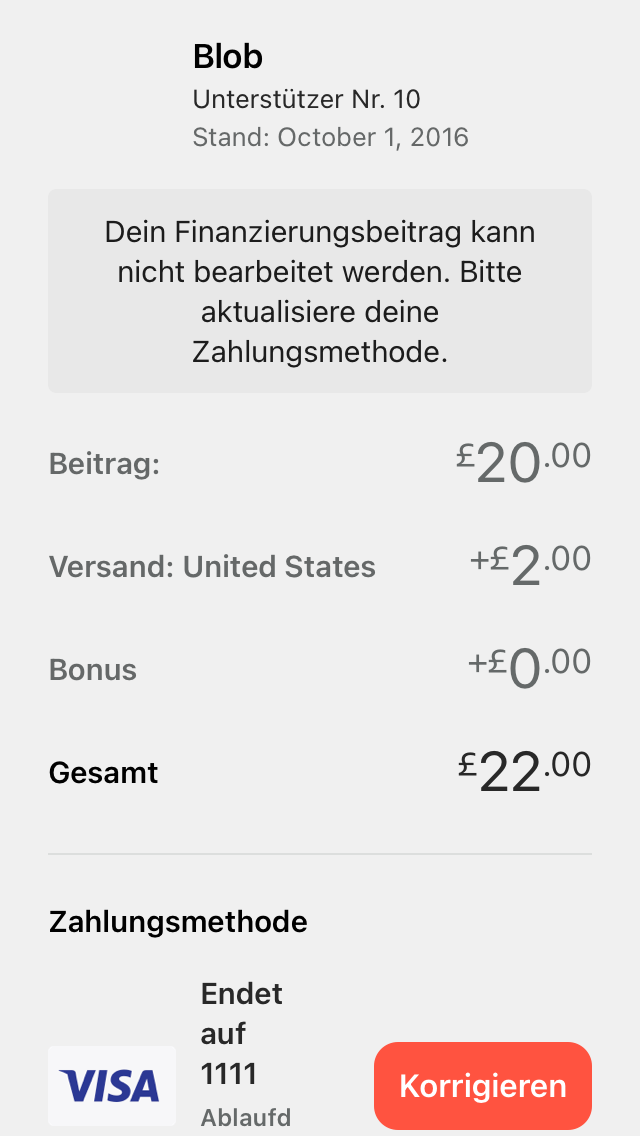 Blob
Unterstützer Nr. 10
Stand: October 1, 2016
Dein Finanzierungsbeitrag kann
nicht bearbeitet werden. Bitte
aktualisiere deine
Zahlungsmethode.
Beitrag: £20.00
Versand: United States +£2.00
Bonus +£0.00
Gesamt £22.00
Zahlungsmethode
Endet
auf
1111
VISA
Korrigieren
Ablaufd